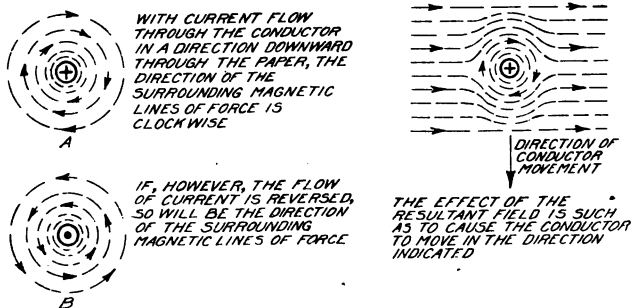 WITH CURRENT FLOW
THROUGH THE CONDUCTOR
IN A DIRECTION DOWNWARD
THROUGH THE PAPER, THE
DIRECTION OF THE
SURROUNDING MAGNETIC
LINES OF FORCE IS
CLOCKWISE
A
IF, HOWEVER, THE FLOW
OF CURRENT IS REVERSED,
SO WILL BE THE DIRECTION
OF THE SURROUNDING
MAGNETIC LINES OF FORCE
B
DIRECTION OF
CONDUCTOR
MOVEMENT
THE EFFECT OF THE
RESULTANT FIELD IS SUCH
AS TO CAUSE THE CONDUCTOR
TO MOVE IN THE DIRECTION
INDICATED